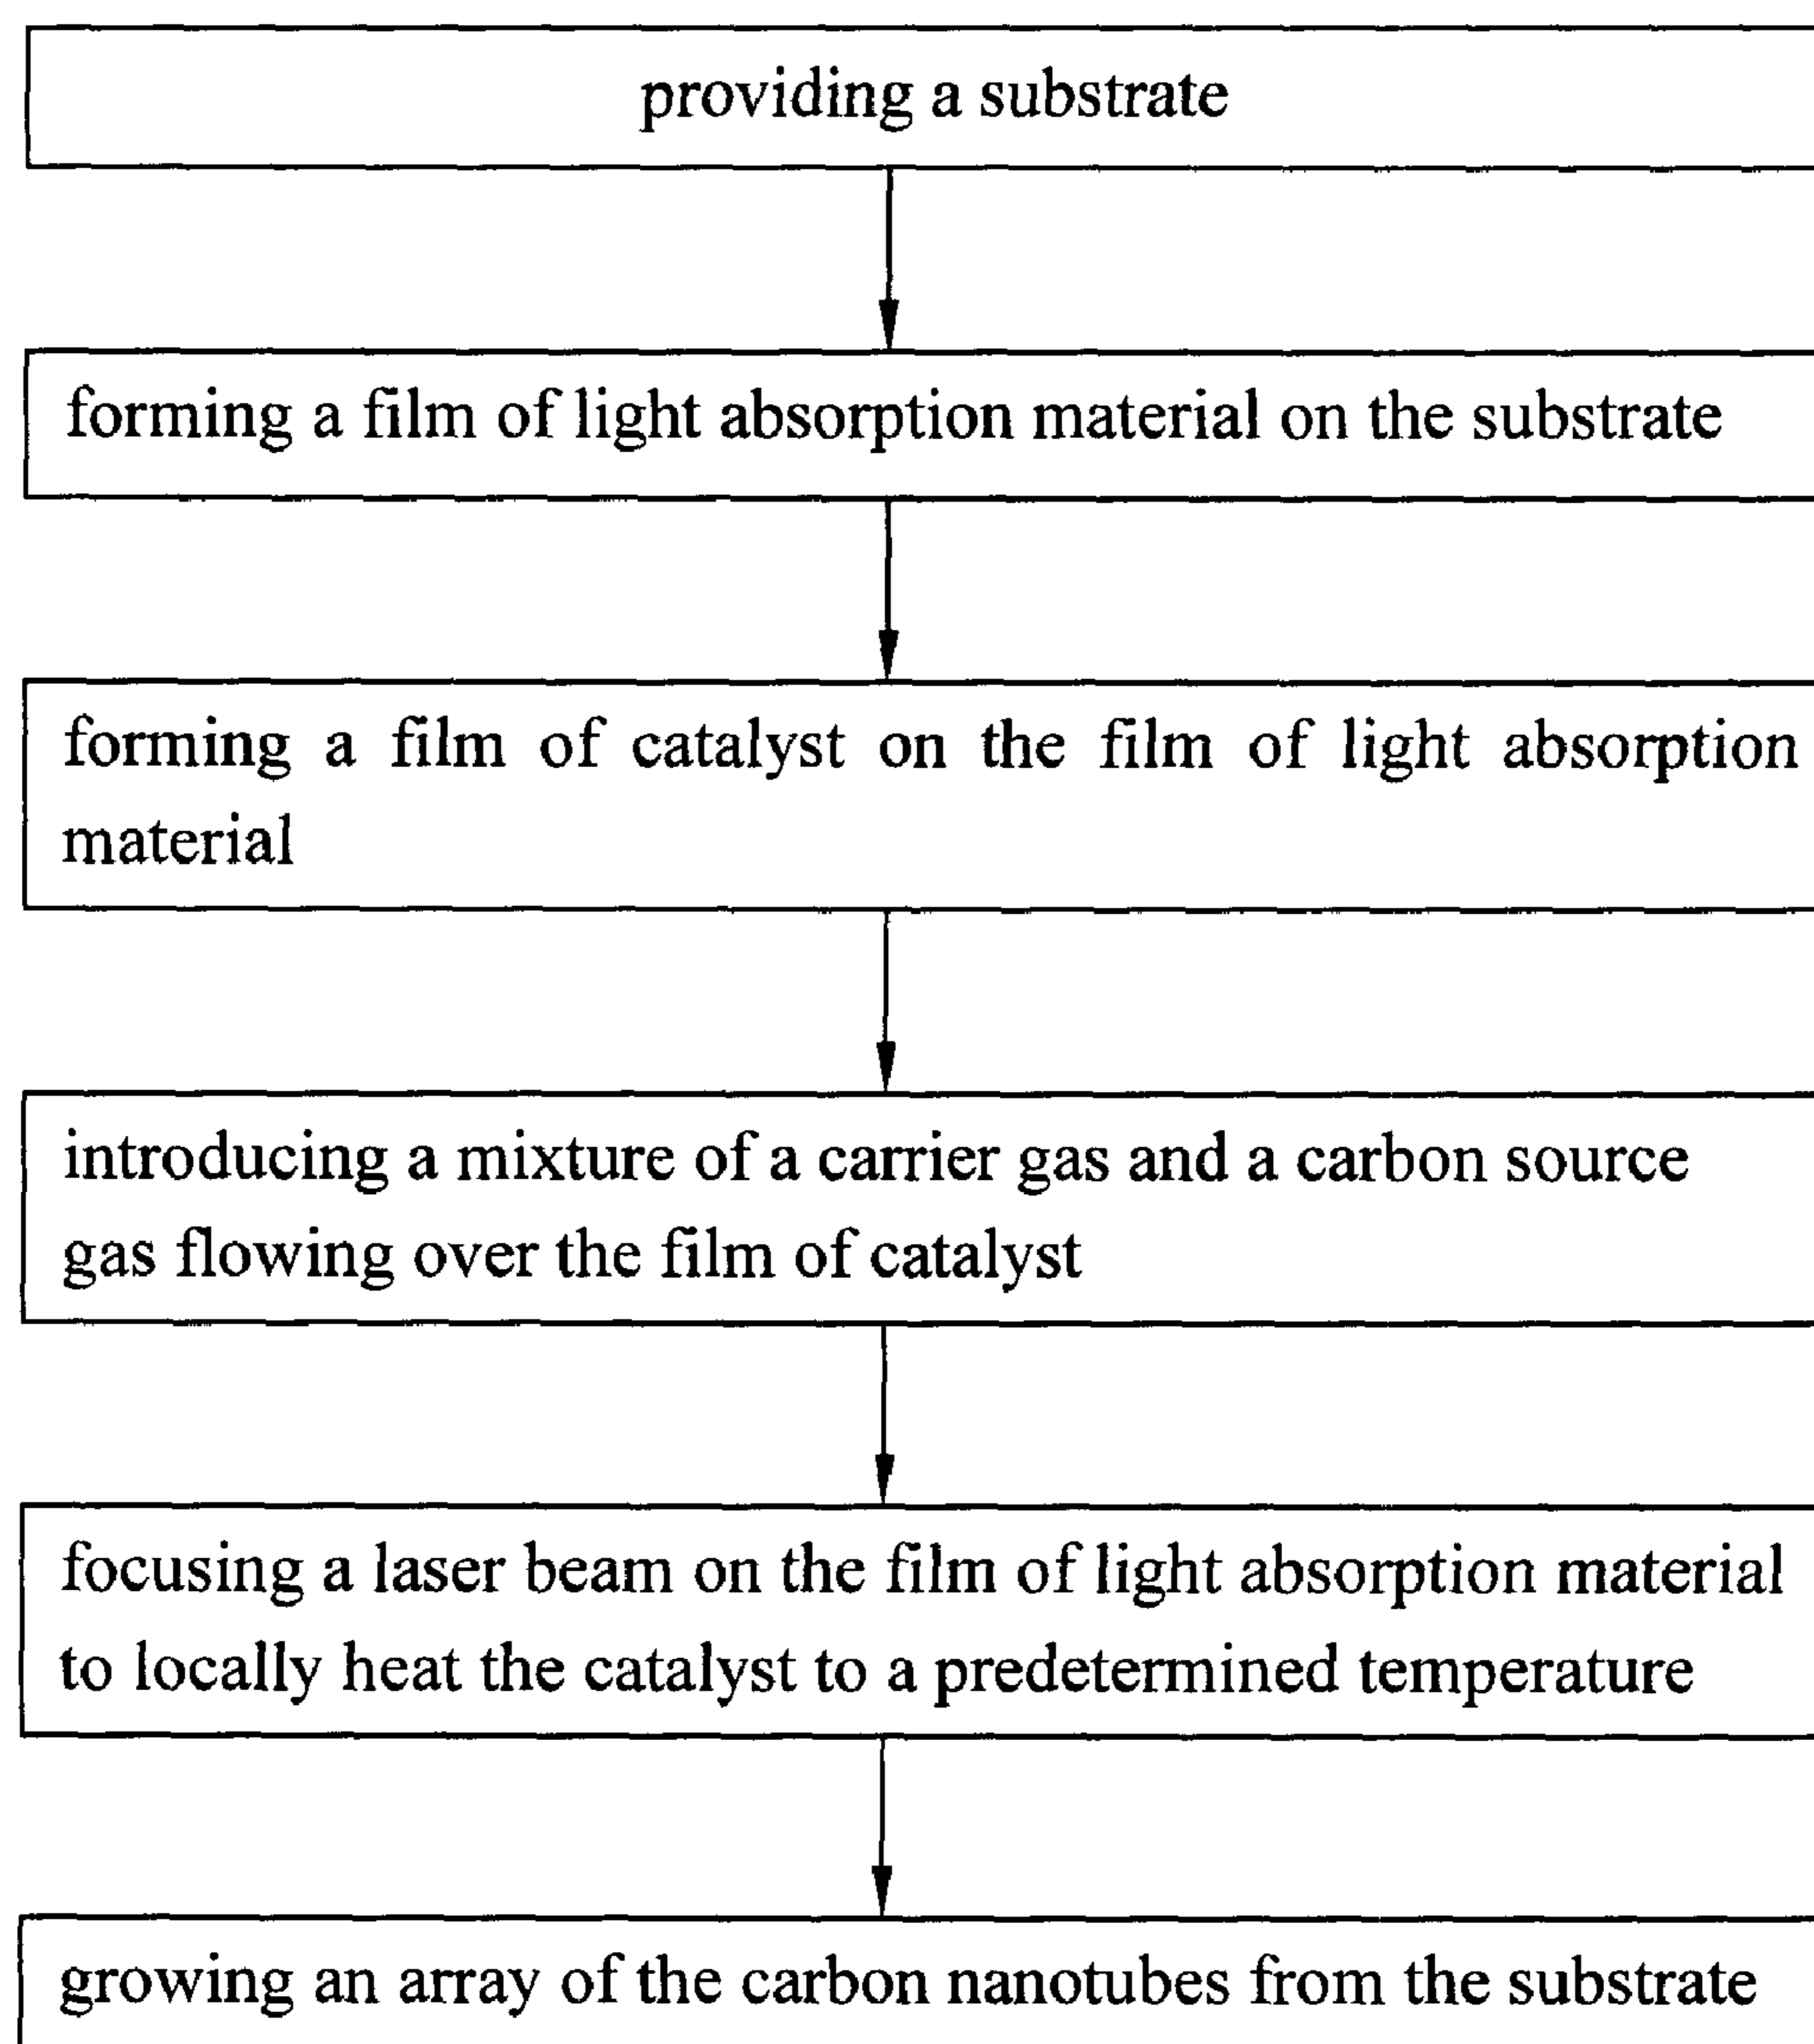 providing a substrate
forming a film of light absorption material on the substrate
forming a film of catalyst on the film of light absorption
material
introducing a mixture of a carrier gas and a carbon source
gas flowing over the film of catalyst
focusing a laser beam on the film of light absorption material
to locally heat the catalyst to a predetermined temperature
growing an array of the carbon nanotubes from the substrate